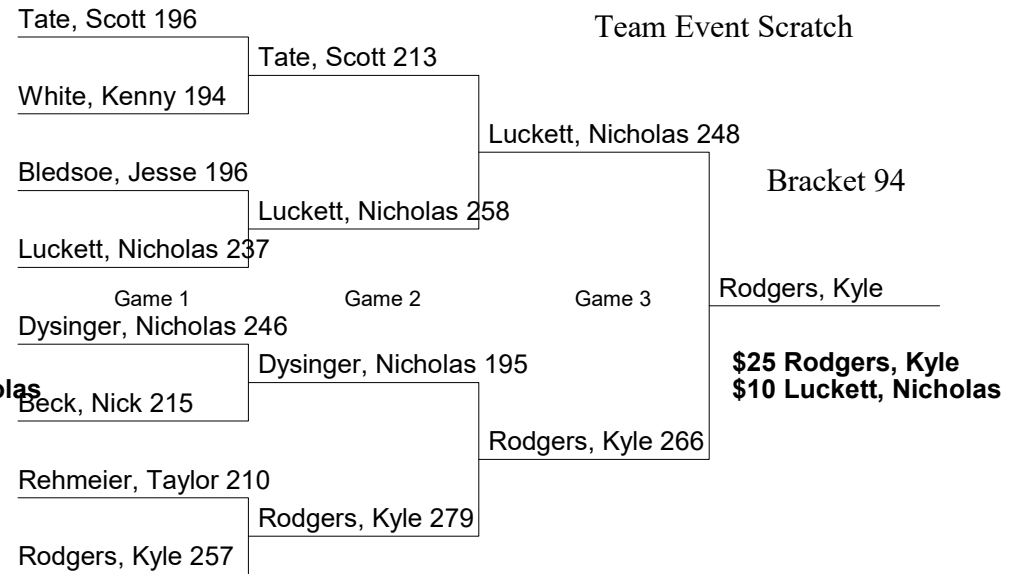 Tate, Scott 196
Team Event Scratch
Tate, Scott 213
White, Kenny 194
Luckett, Nicholas 248
Bledsoe, Jesse 196
Bracket 94
Luckett, Nicholas 258
Luckett, Nicholas 237
Game 1
Game 2
Game 3
Rodgers, Kyle
Dysinger, Nicholas 246
Dysinger, Nicholas 195
$25 Rodgers, Kyle
$10 Luckett, Nicholas
olas
Beck, Nick 215
Rodgers, Kyle 266
Rehmeier, Taylor 210
Rodgers, Kyle 279
Rodgers, Kyle 257